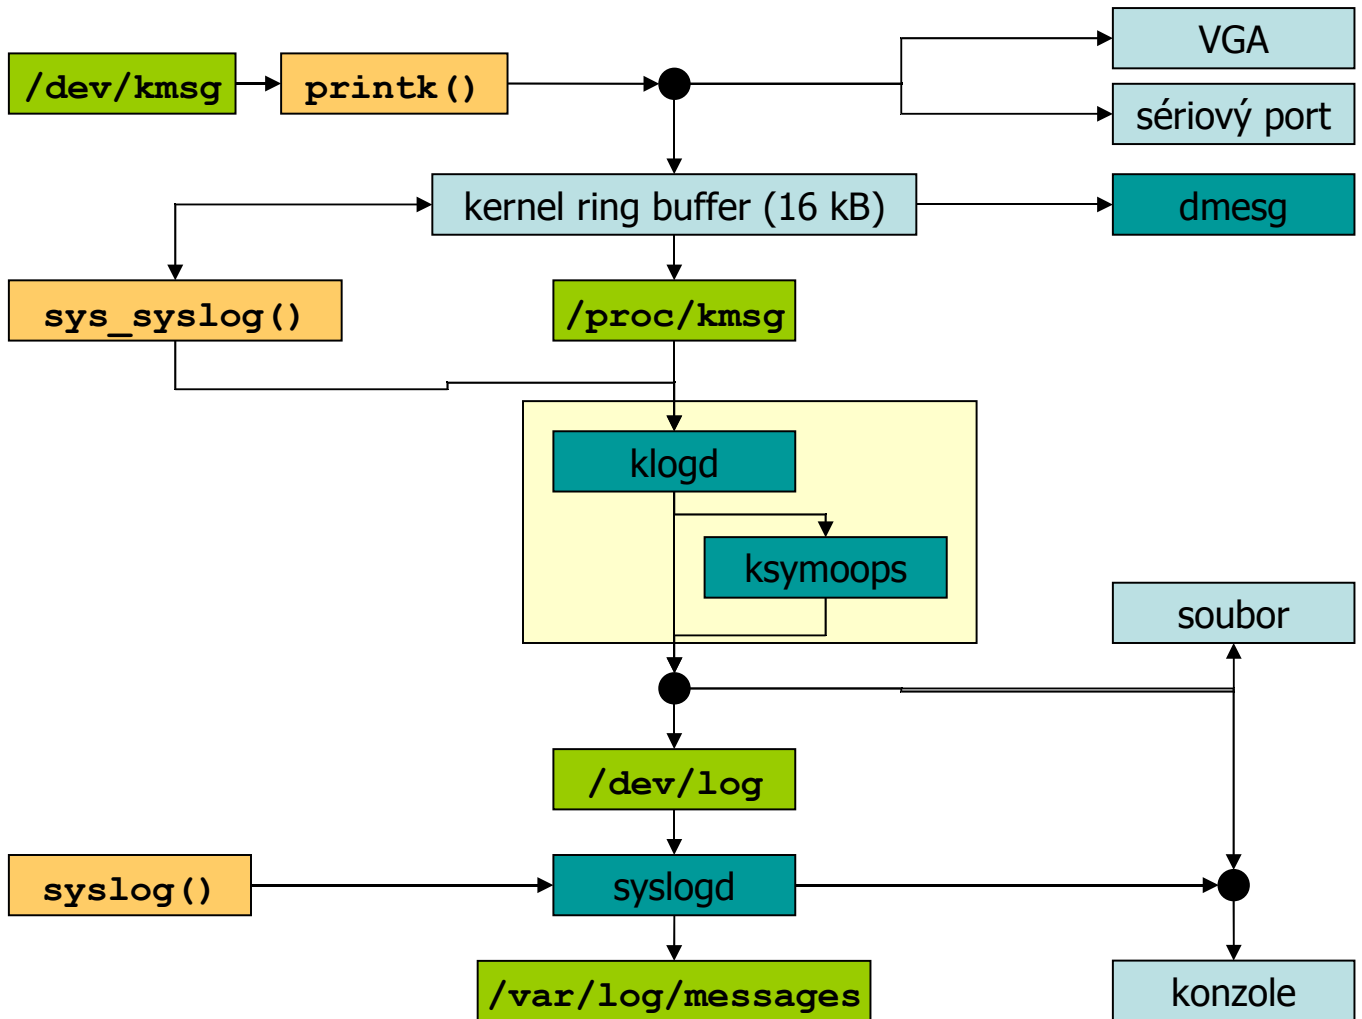 VGA
/dev/kmsg
printk()
sériový port
kernel ring buffer (16 kB)
dmesg
sys_syslog()
/proc/kmsg
klogd
ksymoops
soubor
/dev/log
syslog()
syslogd
/var/log/messages
konzole